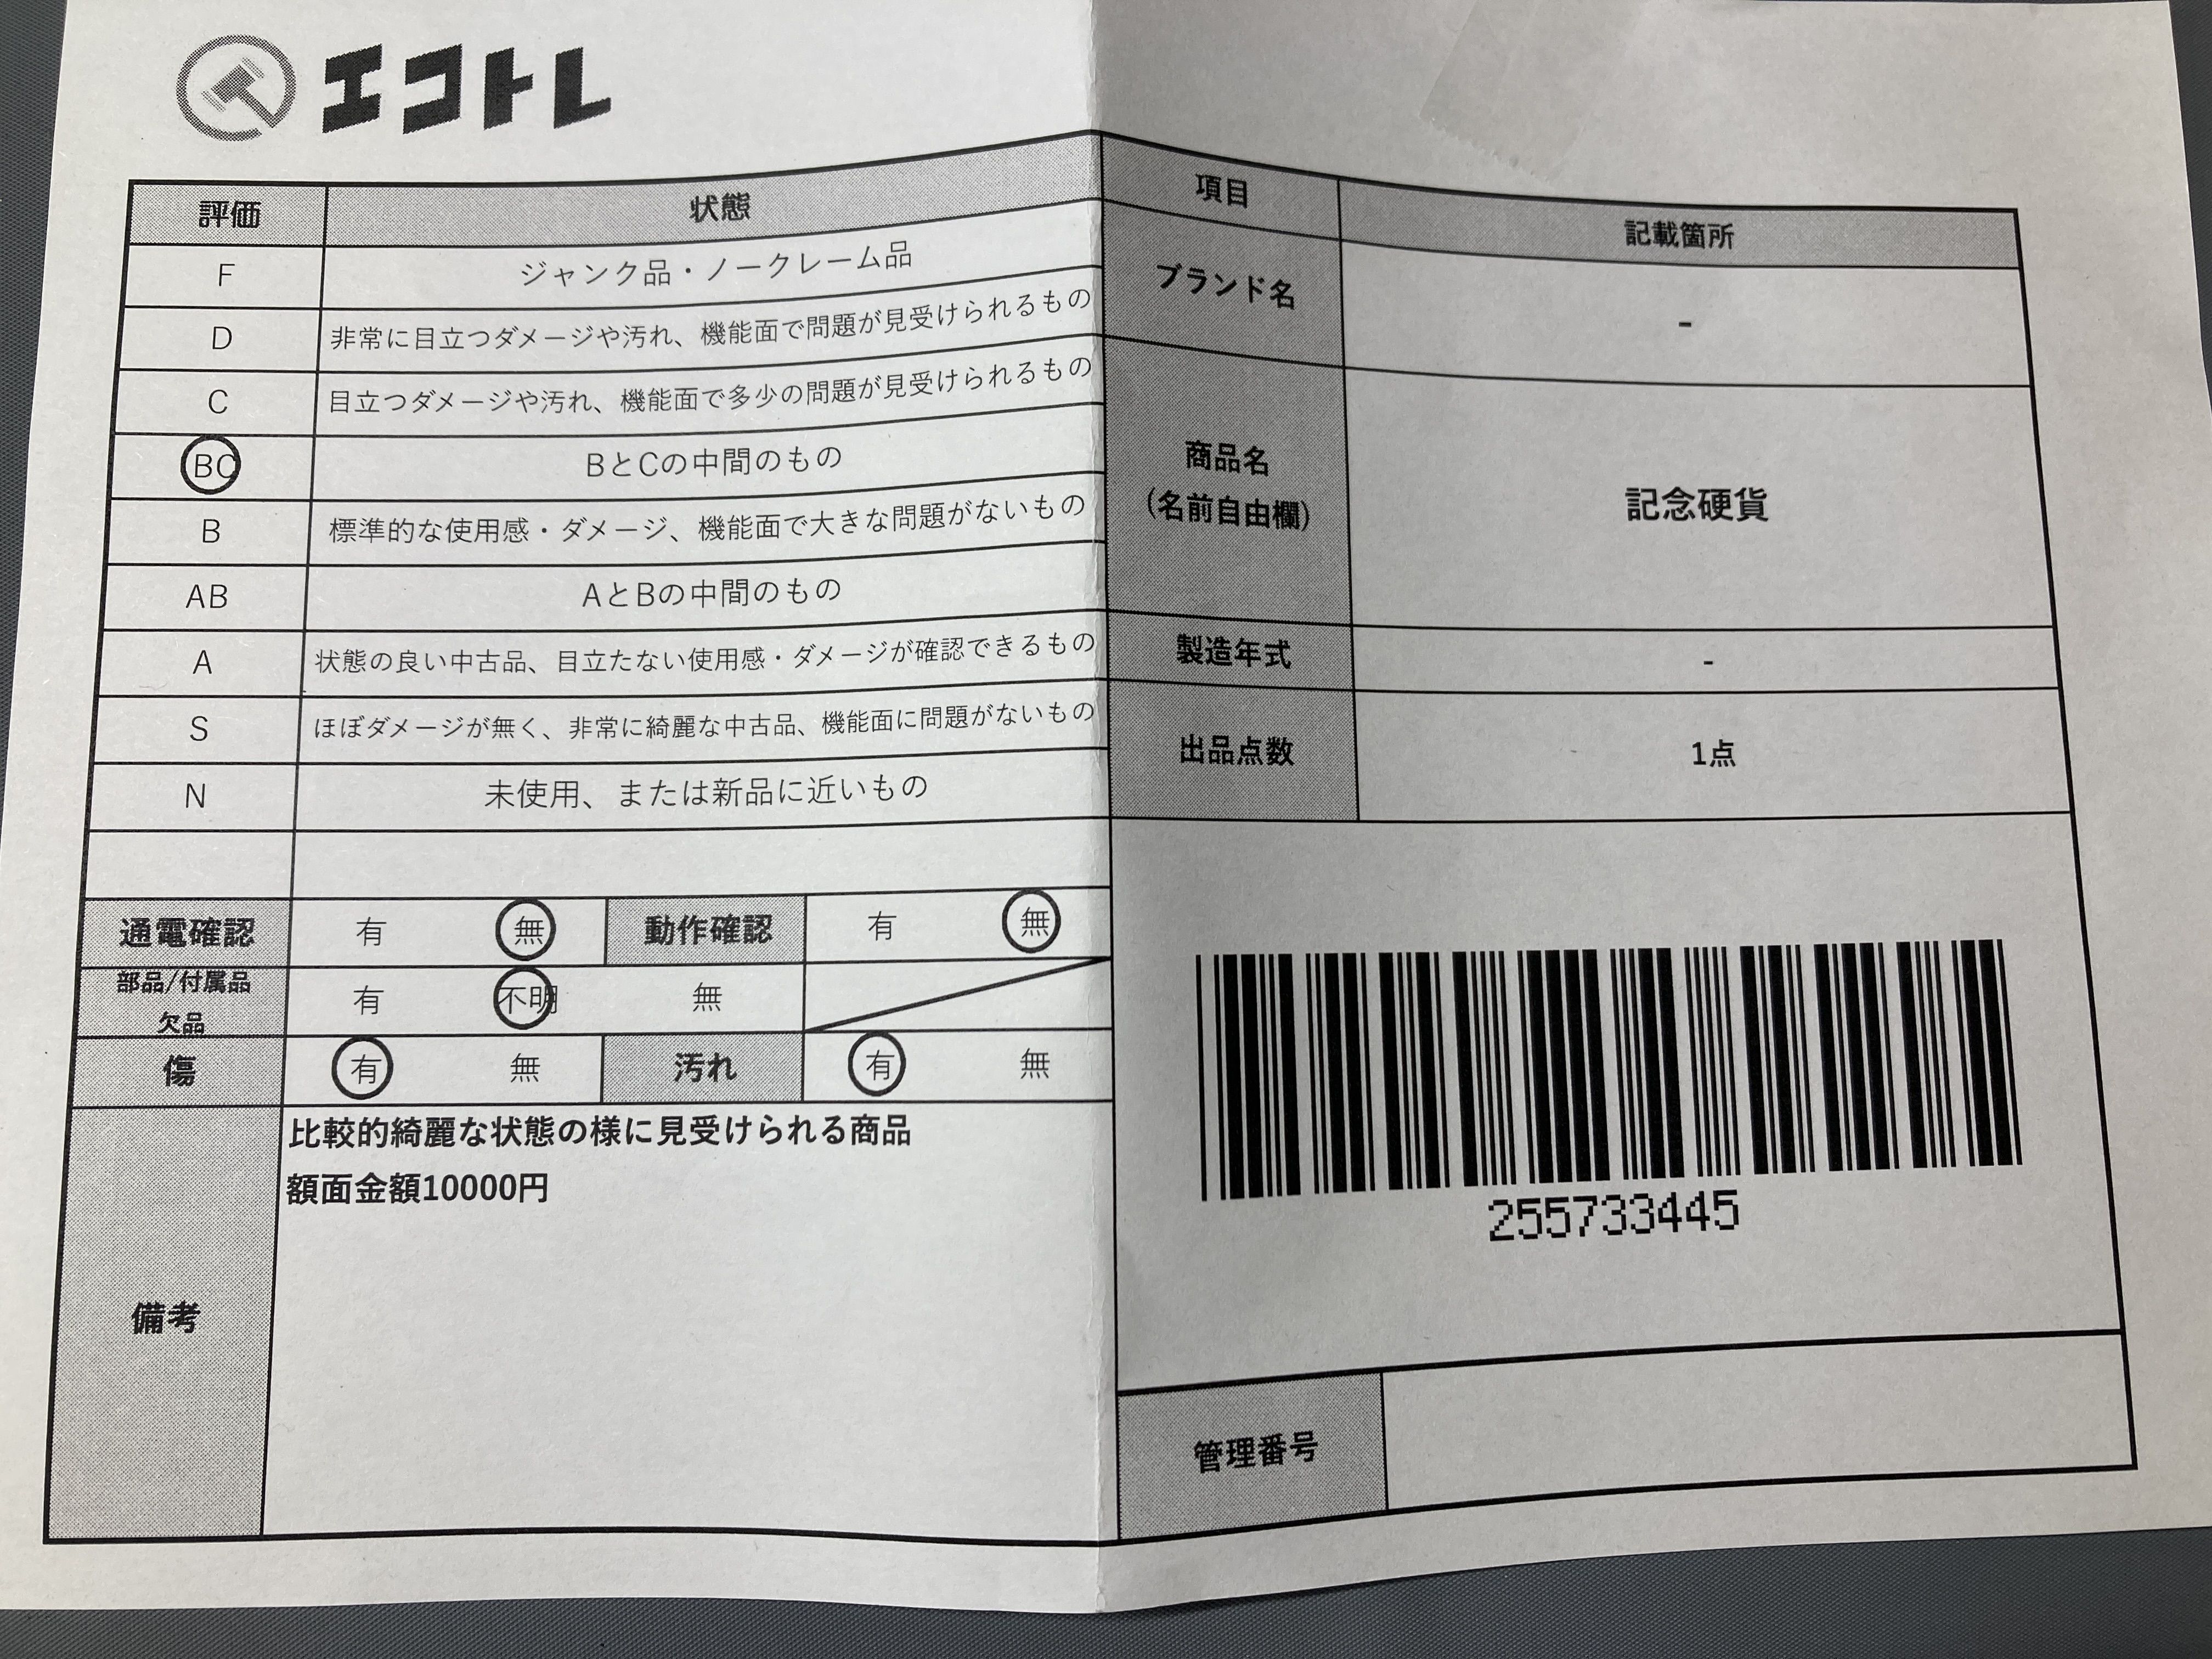 エコトレ
評価 状態
F ジャンク品・ノークレーム品
D 非常に目立つダメージや汚れ、機能面で問題が見受けられるもの
C 目立つダメージや汚れ、機能面で多少の問題が見受けられるもの
BC BとCの中間のもの
B 標準的な使用感・ダメージ、機能面で大きな問題がないもの
AB AとBの中間のもの
A 状態の良い中古品、目立たない使用感・ダメージが確認できるもの
S ほぼダメージが無く、非常に綺麗な中古品、機能面に問題がないもの
N 未使用、または新品に近いもの
通電確認 有 無 動作確認 有 無
部品/付属品
欠品 有 不明 無
傷 有 無 汚れ 有 無
備考
比較的綺麗な状態の様に見受けられる商品
額面金額10000円
項目 記載箇所
ブランド名 -
商品名
(名前自由欄) 記念硬貨
製造年式 -
出品点数 1点
255733445
管理番号